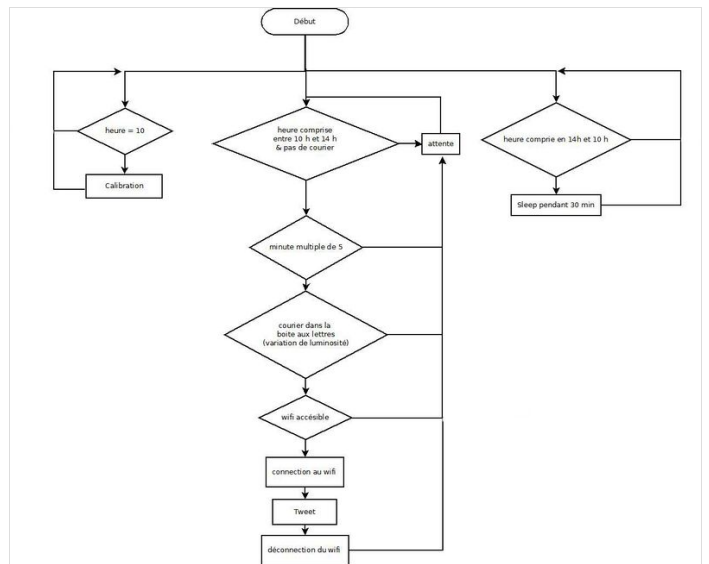 Début
heure = 10
heure comprise
entre 10 h et 14 h
& pas de courier
attente
heure comprie en 14h et 10 h
Calibration
Sleep pendant 30 min
minute multiple de 5
courier dans la
boite aux lettres
(variation de luminosité)
wifi accésible
connection au wifi
Tweet
déconnection du wifi